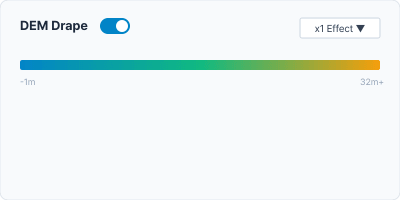 DEM Drape
x1 Effect ▼
-1m
32m+